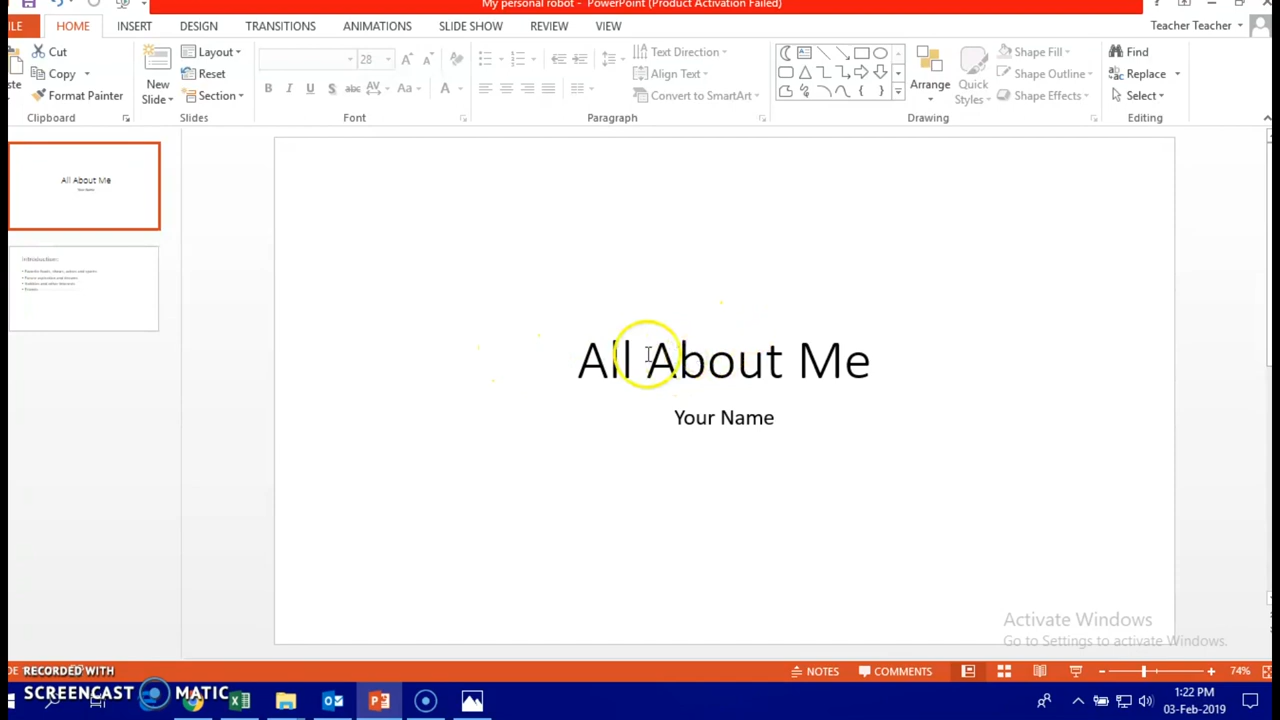 My personal robot - PowerPoint (Product Activation Failed)
HOME INSERT DESIGN TRANSITIONS ANIMATIONS SLIDE SHOW REVIEW VIEW Teacher Teacher
Cut
Copy
Format Painter
Clipboard
New
Slide
Layout
Reset
Section
Slides
28
Font
Text Direction
Align Text
Convert to SmartArt
Paragraph
Arrange
Quick
Styles
Shape Fill
Shape Outline
Shape Effects
Drawing
Find
Replace
Select
Editing
All About Me
Your Name
Introduction:
All About Me
Your Name
Activate Windows
Go to Settings to activate Windows.
NOTES COMMENTS 74%
RECORDED WITH
SCREENCAST MATIC
1:22 PM
03-Feb-2019